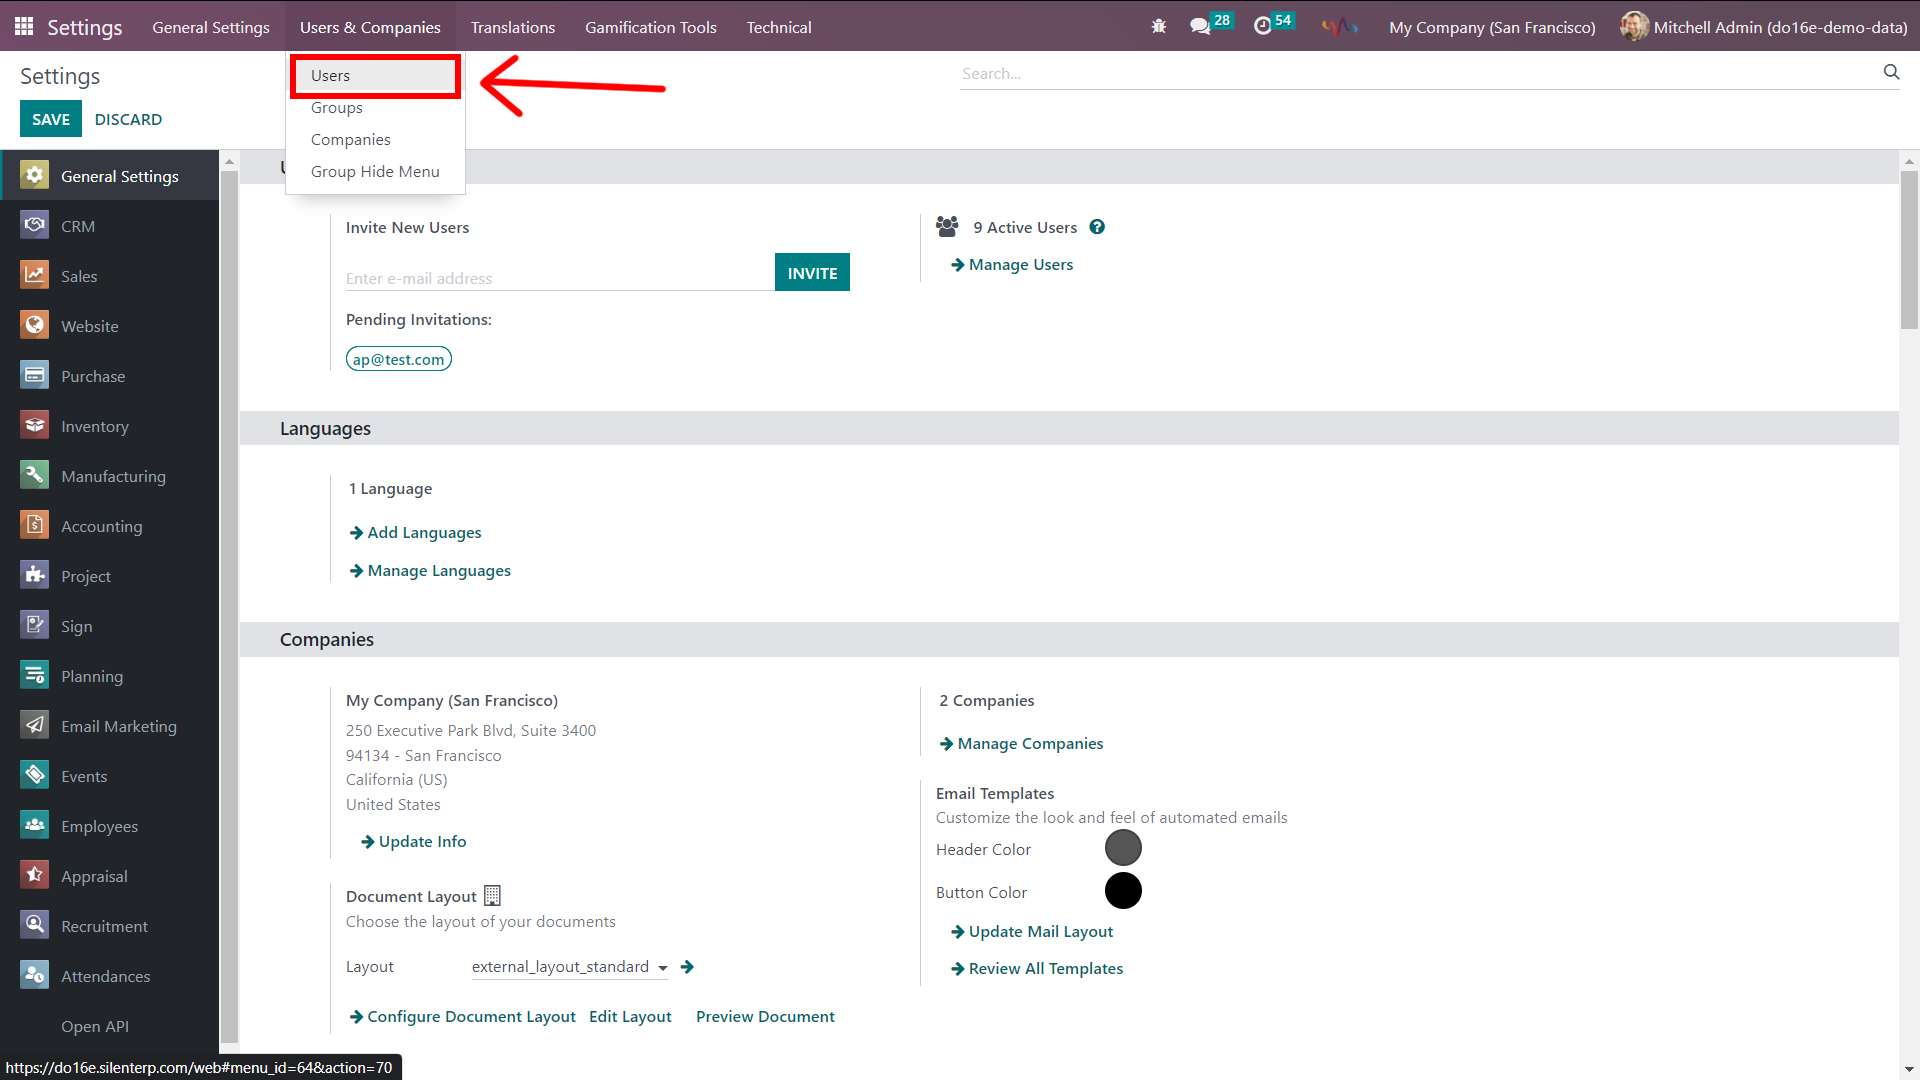 Settings
General Settings
Users & Companies
Translations
Gamification Tools
Technical
28
54
My Company (San Francisco)
Mitchell Admin (do16e-demo-data)
Settings
Search...
SAVE
DISCARD
Users
Groups
Companies
Group Hide Menu
General Settings
CRM
Sales
Website
Purchase
Inventory
Manufacturing
Accounting
Project
Sign
Planning
Email Marketing
Events
Employees
Appraisal
Recruitment
Attendances
Open API
Invite New Users
Enter e-mail address
INVITE
Pending Invitations:
ap@test.com
9 Active Users
Manage Users
Languages
1 Language
Add Languages
Manage Languages
Companies
My Company (San Francisco)
250 Executive Park Blvd, Suite 3400
94134 - San Francisco
California (US)
United States
Update Info
2 Companies
Manage Companies
Document Layout
Choose the layout of your documents
Layout
external_layout_standard
Configure Document Layout
Edit Layout
Preview Document
Email Templates
Customize the look and feel of automated emails
Header Color
Button Color
Update Mail Layout
Review All Templates
https://do16e.silenterp.com/web#menu_id=64&action=70